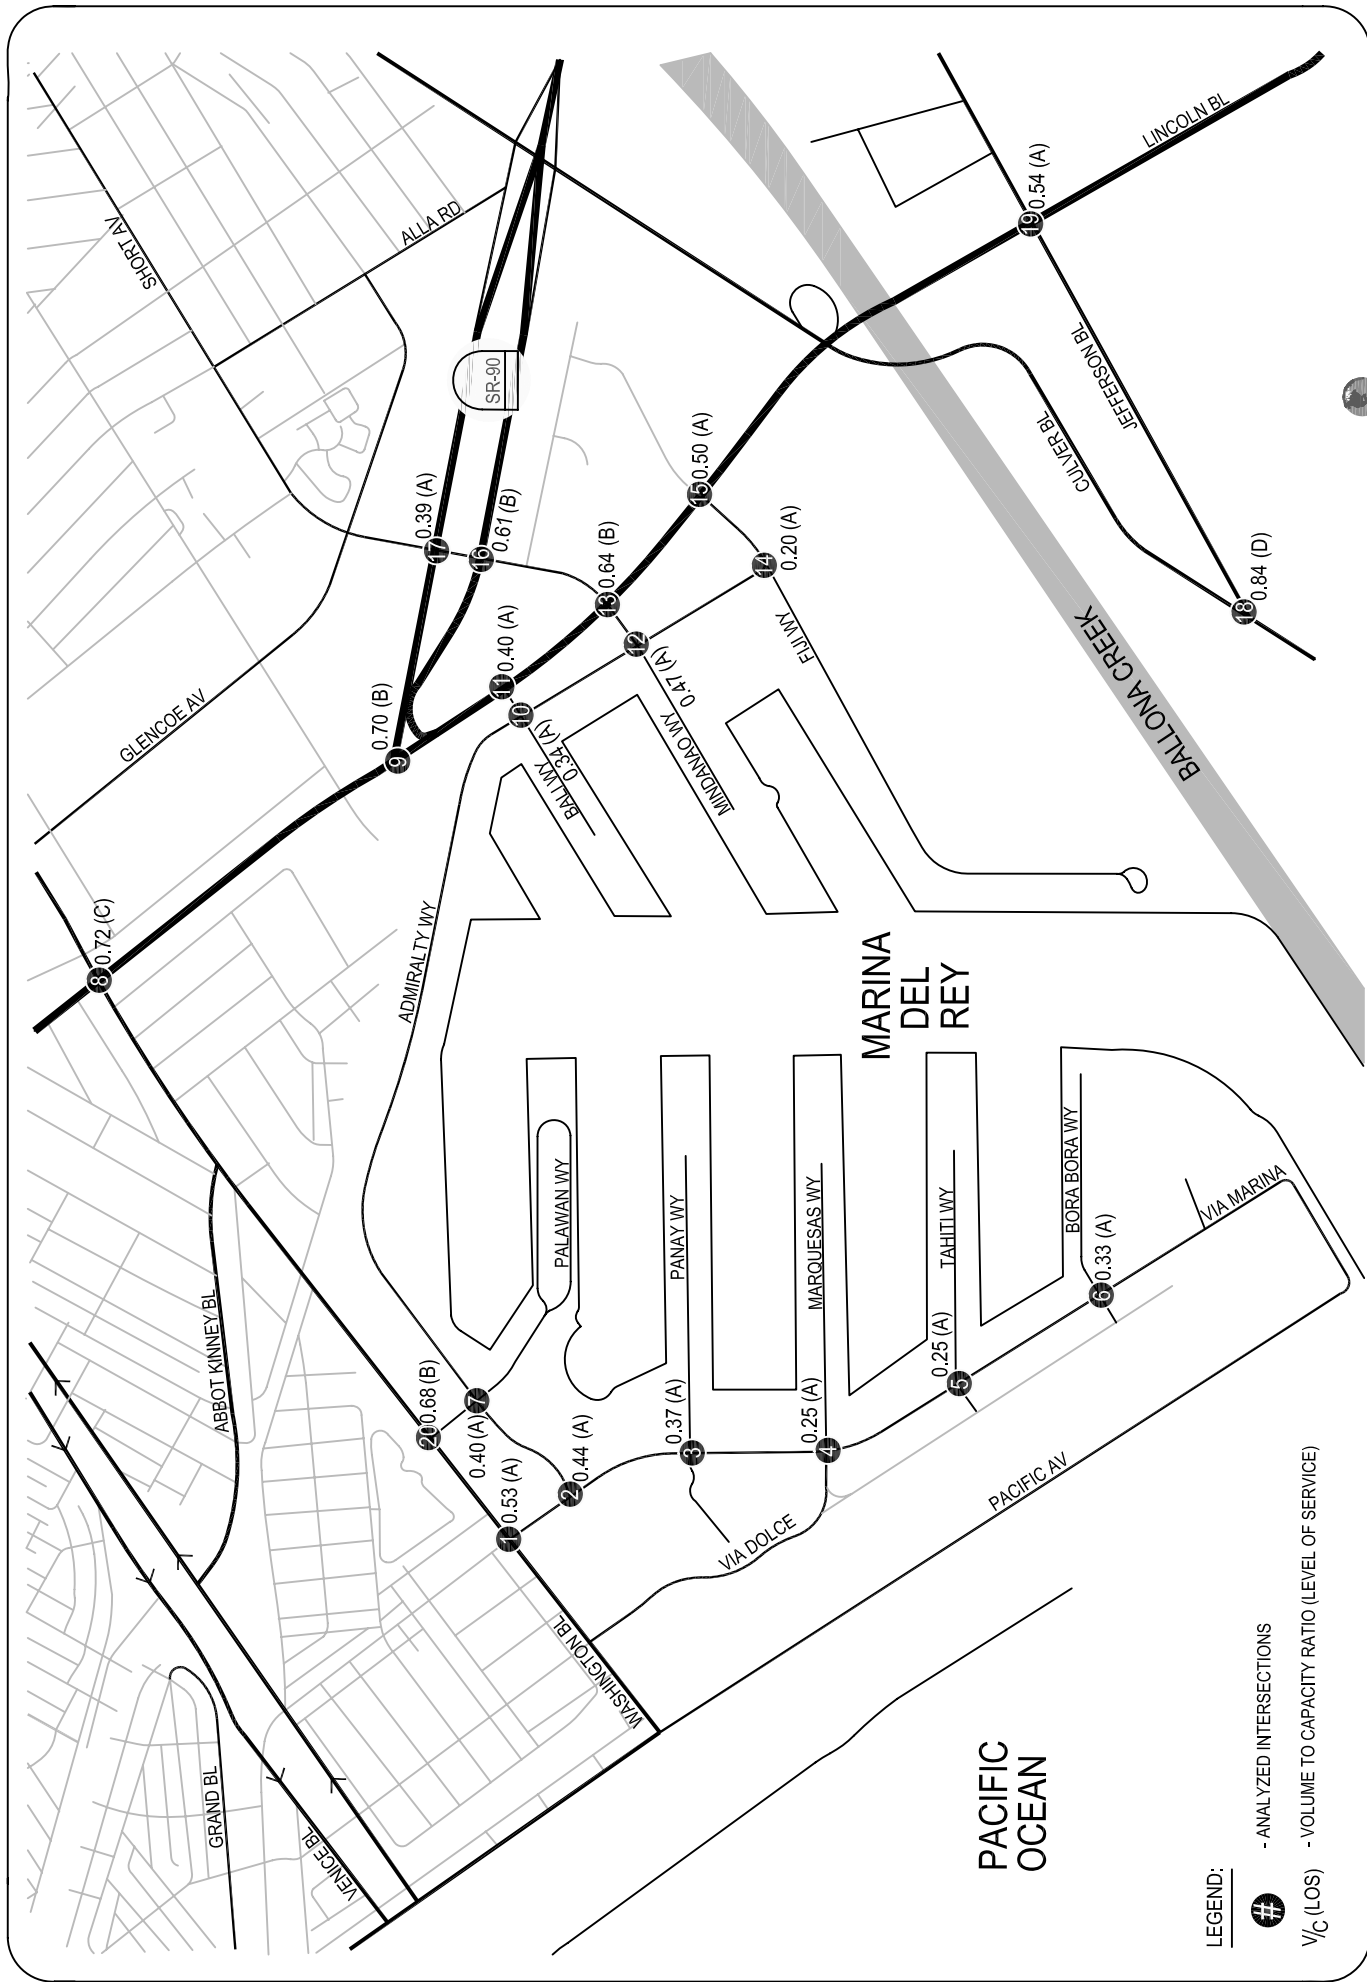 8
0.72 (C)
SHORT AV
GLENCOE AV
GRAND BL
ABBOT KINNEY BL
VENICE BL
9
0.70 (B)
ALLA RD
ADMIRALTY WY
20
0.68 (B)
17
0.39 (A)
7
0.40 (A)
16
0.61 (B)
SR-90
1
0.53 (A)
11
0.40 (A)
10
0.34 (A)
BALI WY
PALAWAN WY
2
0.44 (A)
13
0.64 (B)
12
0.47 (A)
MINDANAO WY
WASHINGTON BL
PANAY WY
3
0.37 (A)
15
0.50 (A)
VIA DOLCE
14
0.20 (A)
FIJI WY
MARQUESAS WY
4
0.25 (A)
MARINA
DEL
REY
TAHITI WY
5
0.25 (A)
PACIFIC AV
PACIFIC
OCEAN
19
0.54 (A)
LINCOLN BL
CULVER BL
JEFFERSON BL
BORA BORA WY
6
0.33 (A)
BALLONA CREEK
VIA MARINA
18
0.84 (D)
LEGEND:
# - ANALYZED INTERSECTIONS
V/C (LOS) - VOLUME TO CAPACITY RATIO (LEVEL OF SERVICE)